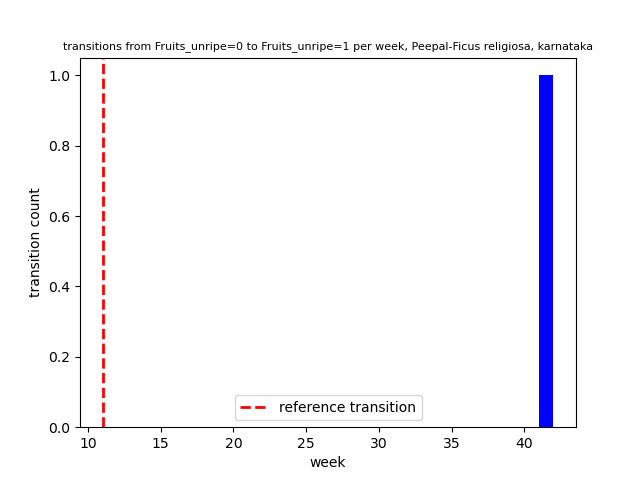 transitions from Fruits_unripe=0 to Fruits_unripe=1 per week, Peepal-Ficus religiosa, karnataka
1.0
0.8
0.6
0.4
0.2
0.0
transition count
reference transition
10 15 20 25 30 35 40
week